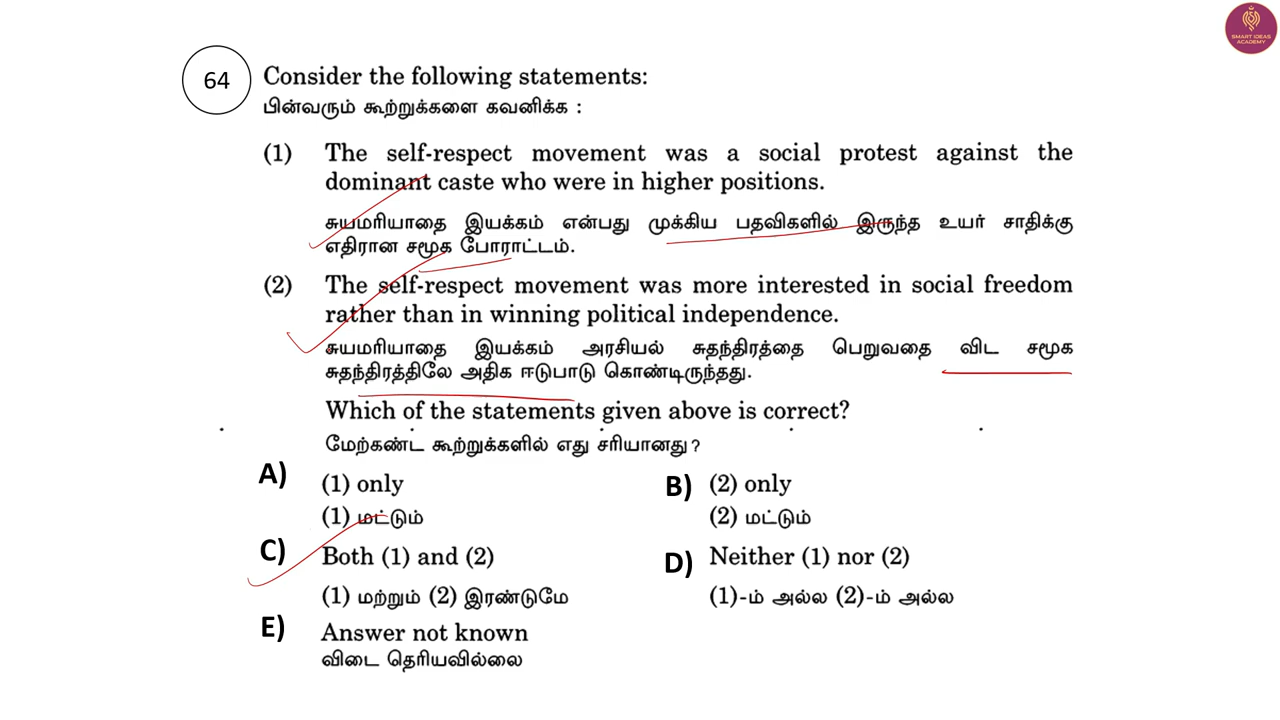 SMART IDEAS
ACADEMY
64
Consider the following statements:
பின்வரும் கூற்றுக்களை கவனிக்க :
(1) The self-respect movement was a social protest against the
dominant caste who were in higher positions.
சுயமரியாதை இயக்கம் என்பது முக்கிய பதவிகளில் இருந்த உயர் சாதிக்கு
எதிரான சமூக போராட்டம்.
(2) The self-respect movement was more interested in social freedom
rather than in winning political independence.
சுயமரியாதை இயக்கம் அரசியல் சுதந்திரத்தை பெறுவதை விட சமூக
சுதந்திரத்திலே அதிக ஈடுபாடு கொண்டிருந்தது.
Which of the statements given above is correct?
மேற்கண்ட கூற்றுக்களில் எது சரியானது?
A) (1) only
(1) மட்டும்
B) (2) only
(2) மட்டும்
C) Both (1) and (2)
(1) மற்றும் (2) இரண்டுமே
D) Neither (1) nor (2)
(1)-ம் அல்ல (2)-ம் அல்ல
E) Answer not known
விடை தெரியவில்லை